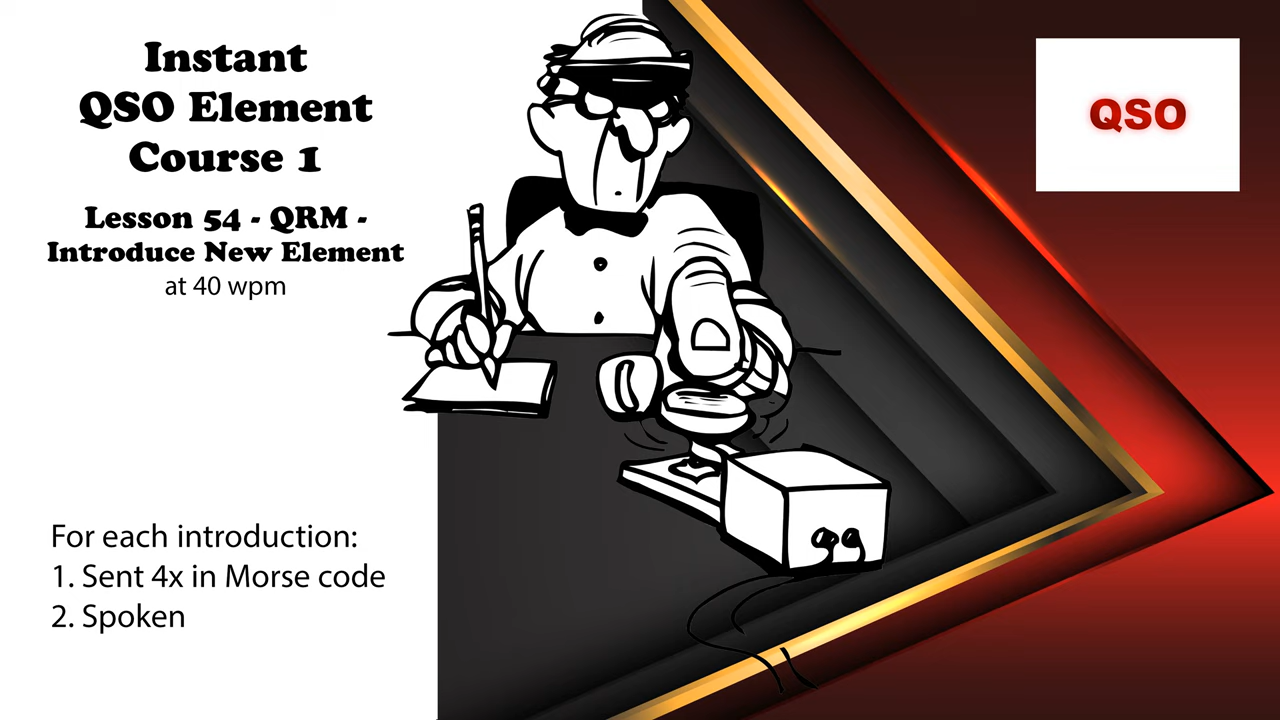 Instant
QSO Element
Course 1
Lesson 54 - QRM -
Introduce New Element
at 40 wpm
QSO
For each introduction:
1. Sent 4x in Morse code
2. Spoken